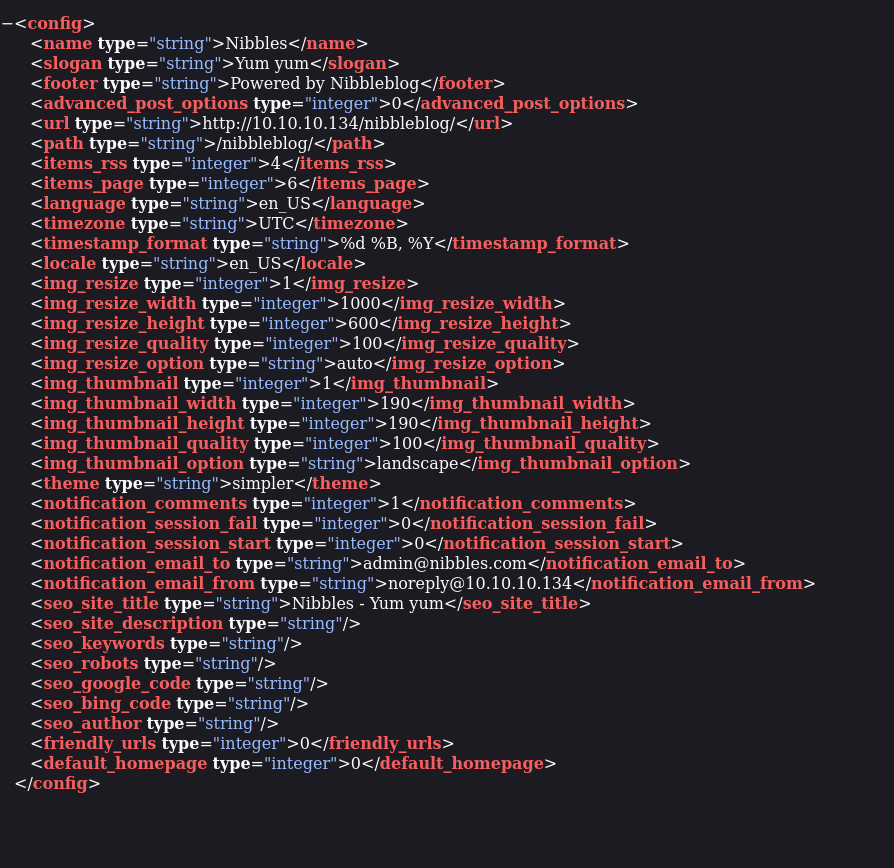 −<config>
<name type="string">Nibbles</name>
<slogan type="string">Yum yum</slogan>
<footer type="string">Powered by Nibbleblog</footer>
<advanced_post_options type="integer">0</advanced_post_options>
<url type="string">http://10.10.10.134/nibbleblog/</url>
<path type="string">/nibbleblog/</path>
<items_rss type="integer">4</items_rss>
<items_page type="integer">6</items_page>
<language type="string">en_US</language>
<timezone type="string">UTC</timezone>
<timestamp_format type="string">%d %B, %Y</timestamp_format>
<locale type="string">en_US</locale>
<img_resize type="integer">1</img_resize>
<img_resize_width type="integer">1000</img_resize_width>
<img_resize_height type="integer">600</img_resize_height>
<img_resize_quality type="integer">100</img_resize_quality>
<img_resize_option type="string">auto</img_resize_option>
<img_thumbnail type="integer">1</img_thumbnail>
<img_thumbnail_width type="integer">190</img_thumbnail_width>
<img_thumbnail_height type="integer">190</img_thumbnail_height>
<img_thumbnail_quality type="integer">100</img_thumbnail_quality>
<img_thumbnail_option type="string">landscape</img_thumbnail_option>
<theme type="string">simpler</theme>
<notification_comments type="integer">1</notification_comments>
<notification_session_fail type="integer">0</notification_session_fail>
<notification_session_start type="integer">0</notification_session_start>
<notification_email_to type="string">admin@nibbles.com</notification_email_to>
<notification_email_from type="string">noreply@10.10.10.134</notification_email_from>
<seo_site_title type="string">Nibbles - Yum yum</seo_site_title>
<seo_site_description type="string"/>
<seo_keywords type="string"/>
<seo_robots type="string"/>
<seo_google_code type="string"/>
<seo_bing_code type="string"/>
<seo_author type="string"/>
<friendly_urls type="integer">0</friendly_urls>
<default_homepage type="integer">0</default_homepage>
</config>